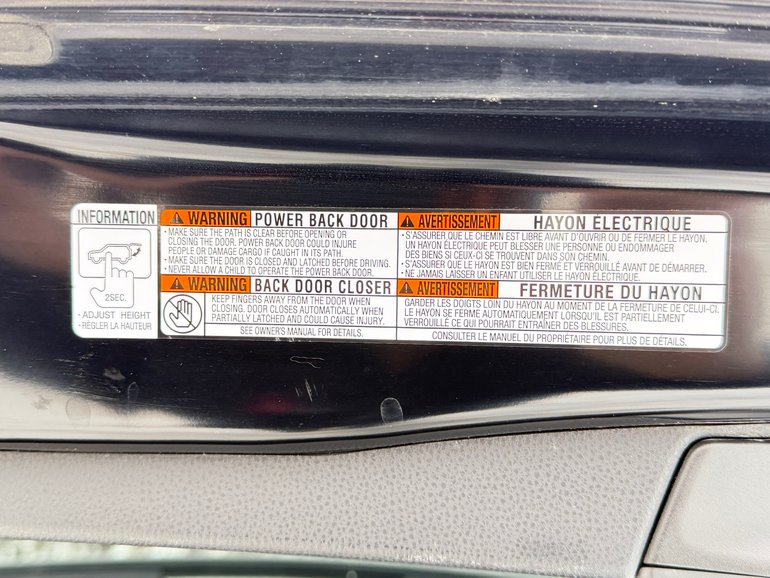 INFORMATION
2SEC.
・ADJUST HEIGHT
・RÉGLER LA HAUTEUR
WARNING POWER BACK DOOR
・MAKE SURE THE PATH IS CLEAR BEFORE OPENING OR
CLOSING THE DOOR. POWER BACK DOOR COULD INJURE
PEOPLE OR DAMAGE CARGO IF CAUGHT IN ITS PATH.
・MAKE SURE THE DOOR IS CLOSED AND LATCHED BEFORE DRIVING.
・NEVER ALLOW A CHILD TO OPERATE THE POWER BACK DOOR.
WARNING BACK DOOR CLOSER
KEEP FINGERS AWAY FROM THE DOOR WHEN
CLOSING. DOOR CLOSES AUTOMATICALLY WHEN
PARTIALLY LATCHED AND COULD CAUSE INJURY.
SEE OWNER'S MANUAL FOR DETAILS.
AVERTISSEMENT HAYON ÉLECTRIQUE
・S'ASSURER QUE LE CHEMIN EST LIBRE AVANT D'OUVRIR OU DE FERMER LE HAYON.
UN HAYON ÉLECTRIQUE PEUT BLESSER UNE PERSONNE OU ENDOMMAGER
DES BIENS SI CEUX-CI SE TROUVENT DANS SON CHEMIN.
・S'ASSURER QUE LE HAYON EST BIEN FERMÉ ET VERROUILLÉ AVANT DE DÉMARRER.
・NE JAMAIS LAISSER UN ENFANT UTILISER LE HAYON ÉLECTRIQUE.
AVERTISSEMENT FERMETURE DU HAYON
GARDER LES DOIGTS LOIN DU HAYON AU MOMENT DE LA FERMETURE DE CELUI-CI.
LE HAYON SE FERME AUTOMATIQUEMENT LORSQU'IL EST PARTIELLEMENT
VERROUILLÉ CE QUI POURRAIT ENTRAÎNER DES BLESSURES.
CONSULTER LE MANUEL DU PROPRIÉTAIRE POUR PLUS DE DÉTAILS.